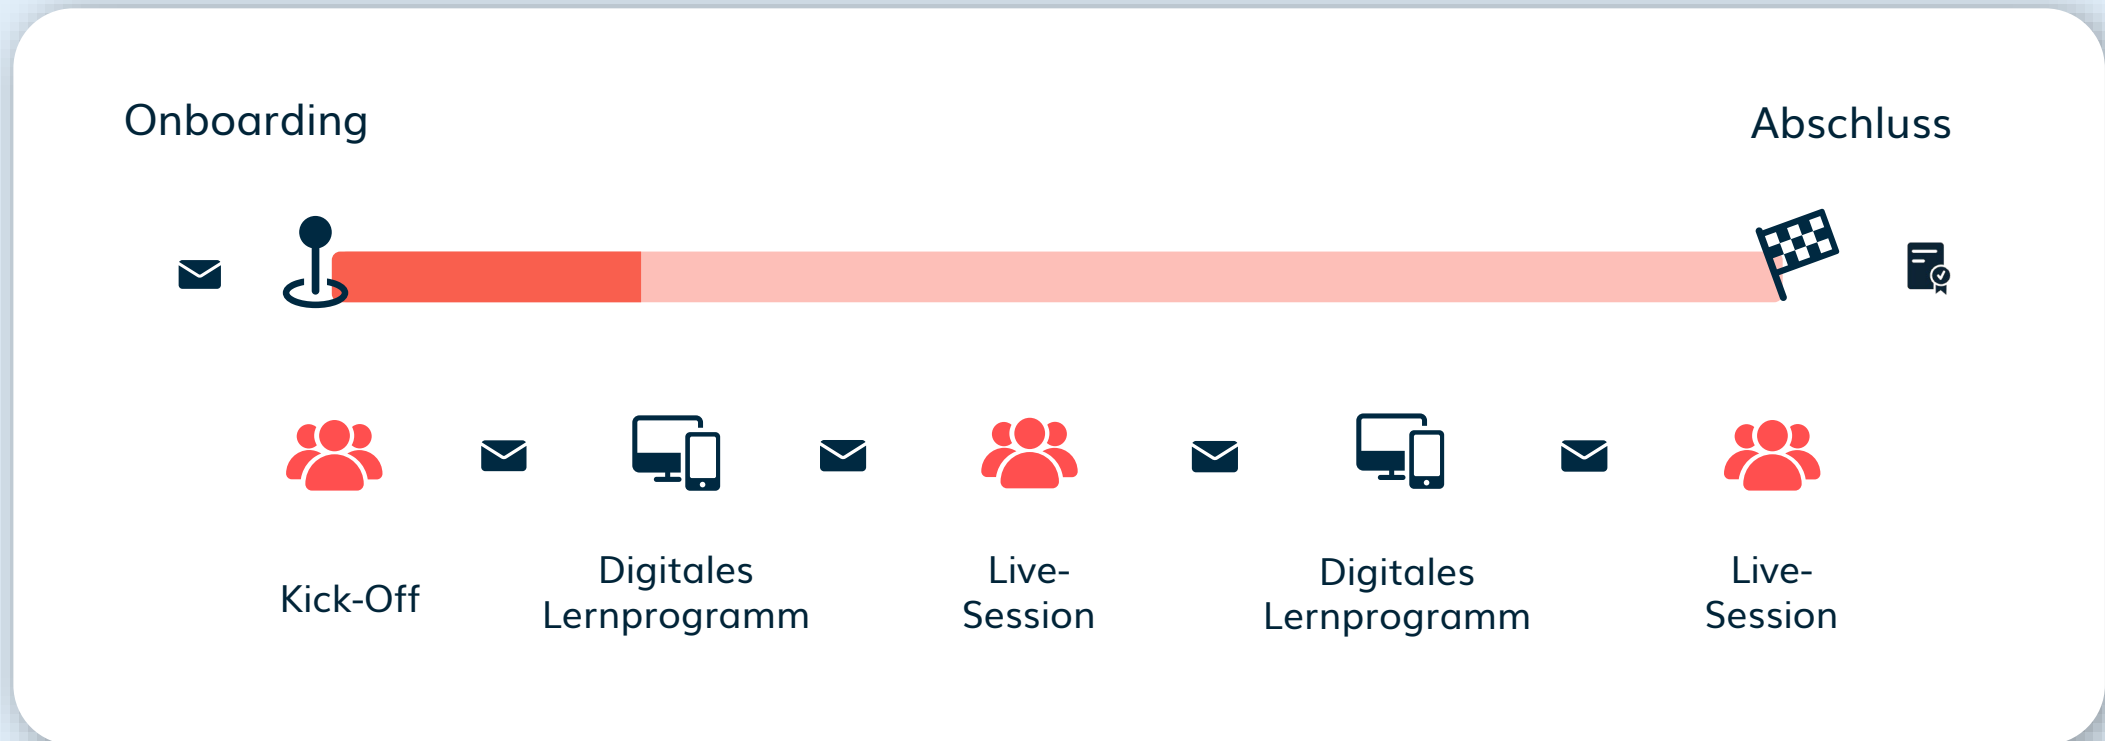 Onboarding
Abschluss
Kick-Off
Digitales
Lernprogramm
Live-
Session
Digitales
Lernprogramm
Live-
Session